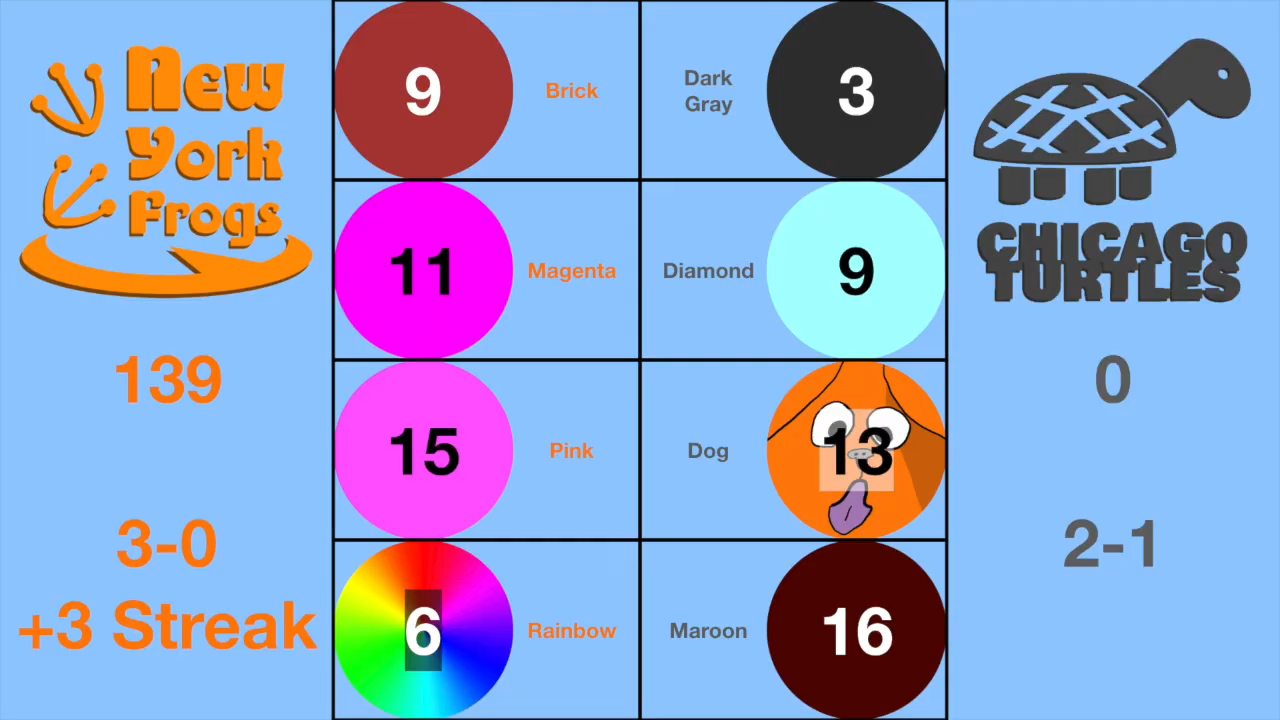 New
York
Frogs
139
3-0
+3 Streak
9
Brick
Dark
Gray
3
11
Magenta
Diamond
9
15
Pink
Dog
13
6
Rainbow
Maroon
16
CHICAGO
TURTLES
0
2-1